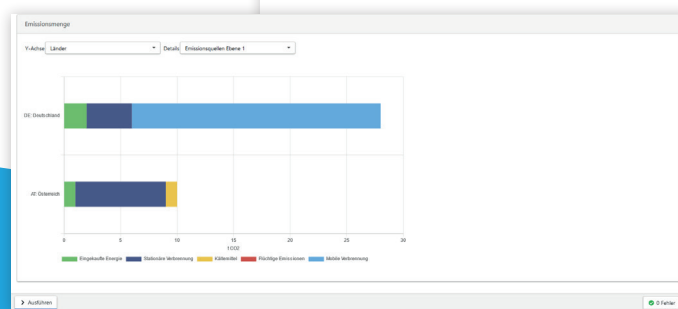 Emissionsmenge
Y-Achse Länder Details Emissionsquellen Ebene 1
DE: Deutschland
AT: Österreich
0 5 10 15 20 25 30
t CO2
Eingekaufte Energie Stationäre Verbrennung Kältemittel Flüchtige Emissionen Mobile Verbrennung
Ausführen 0 Fehler